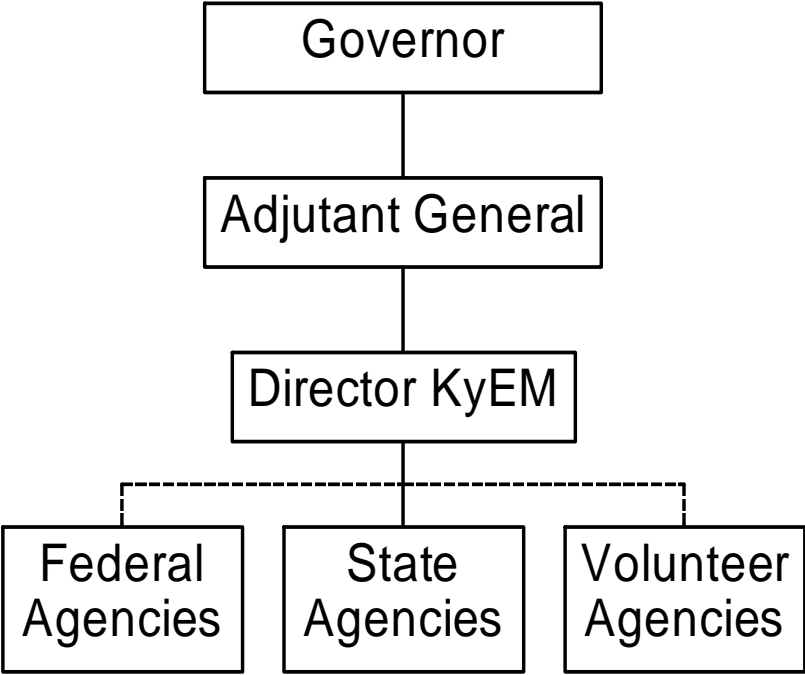 Governor
Adjutant General
Director KyEM
Federal
Agencies
State
Agencies
Volunteer
Agencies